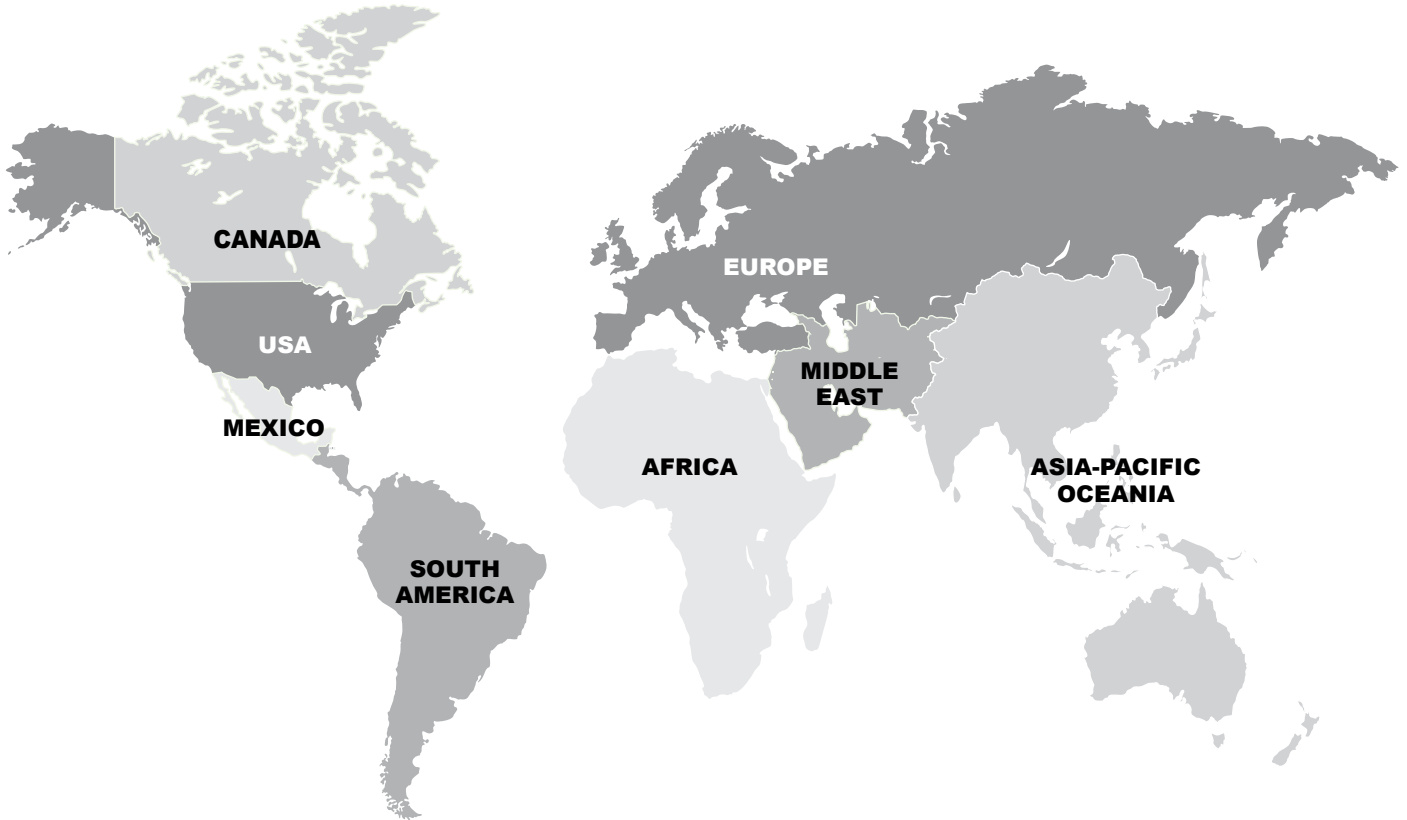 CANADA
EUROPE
USA
MIDDLE
EAST
MEXICO
AFRICA
ASIA-PACIFIC
OCEANIA
SOUTH
AMERICA